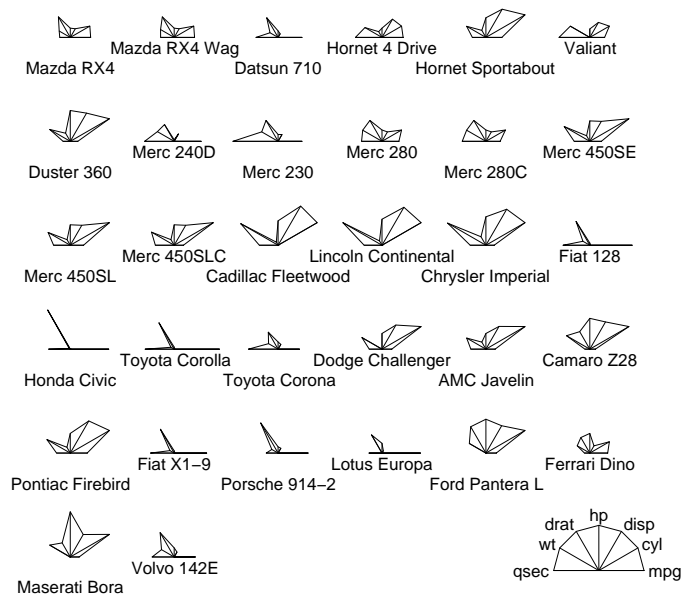 Mazda RX4
Mazda RX4 Wag
Datsun 710
Hornet 4 Drive
Hornet Sportabout
Valiant
Duster 360
Merc 240D
Merc 230
Merc 280
Merc 280C
Merc 450SE
Merc 450SL
Merc 450SLC
Cadillac Fleetwood
Lincoln Continental
Chrysler Imperial
Fiat 128
Honda Civic
Toyota Corolla
Toyota Corona
Dodge Challenger
AMC Javelin
Camaro Z28
Pontiac Firebird
Fiat X1−9
Porsche 914−2
Lotus Europa
Ford Pantera L
Ferrari Dino
Maserati Bora
Volvo 142E
hp
drat
disp
wt
cyl
qsec
mpg